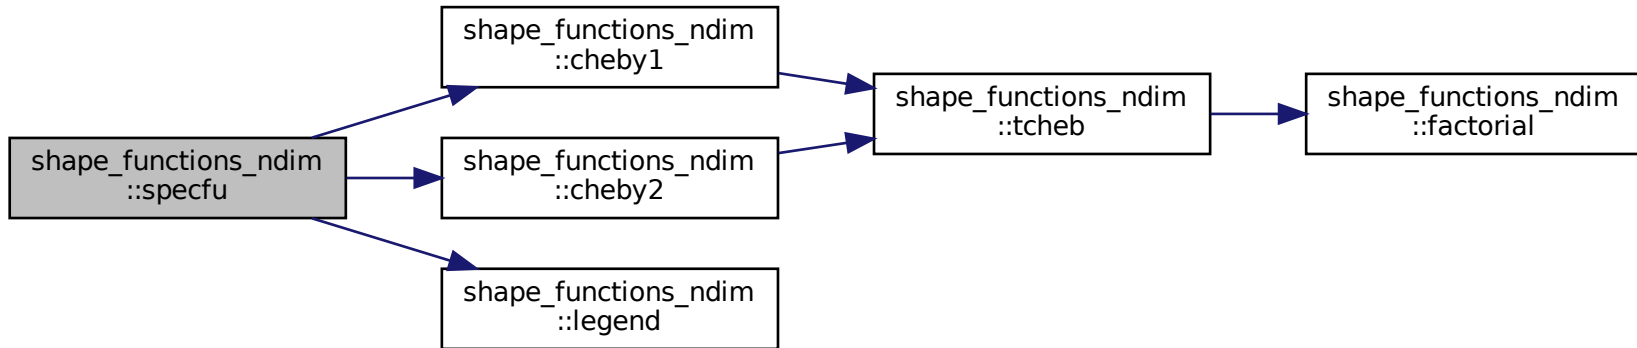 shape_functions_ndim
::specfu
shape_functions_ndim
::cheby1
shape_functions_ndim
::cheby2
shape_functions_ndim
::legend
shape_functions_ndim
::tcheb
shape_functions_ndim
::factorial